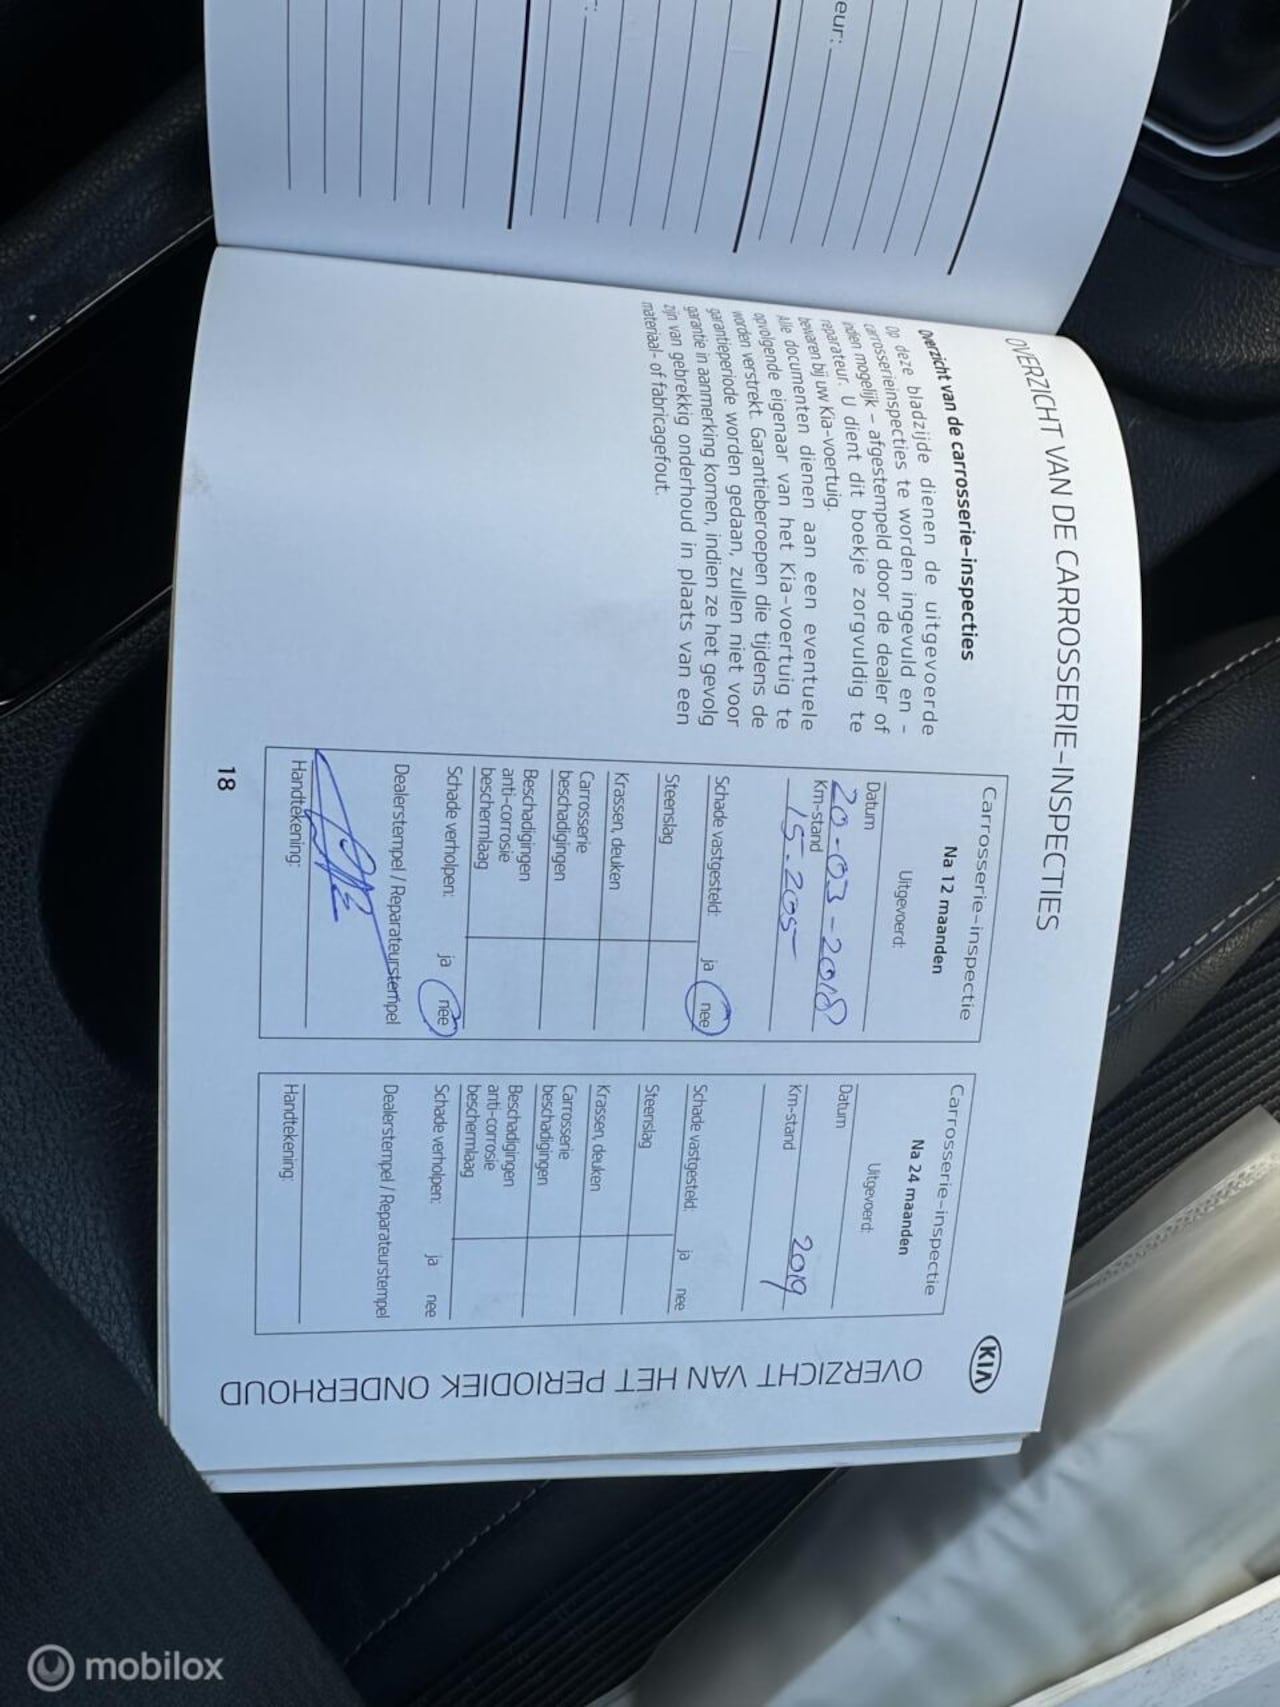 eur:
OVERZICHT VAN DE CARROSSERIE-INSPECTIES
Overzicht van de carrosserie-inspecties
Op deze bladzijde dienen de uitgevoerde
carrosserieinspecties te worden ingevuld en -
indien mogelijk - afgestempeld door de dealer of
reparateur. U dient dit boekje zorgvuldig te
bewaren bij uw Kia-voertuig.
Alle documenten dienen aan een eventuele
opvolgende eigenaar van het Kia-voertuig te
worden verstrekt. Garantieberoepen die tijdens de
garantieperiode worden gedaan, zullen niet voor
garantie in aanmerking komen, indien ze het gevolg
zijn van gebrekkig onderhoud in plaats van een
materiaal- of fabricagefout.
Carrosserie-inspectie
Na 12 maanden
Uitgevoerd:
Datum
20-03-2018
Km-stand
15.205
Schade vastgesteld: ja nee
Steenslag
Krassen, deuken
Carrosserie
beschadigingen
Beschadigingen
anti-corrosie
beschermlaag
Schade verholpen: ja nee
Dealerstempel / Reparateurstempel
Handtekening:
Carrosserie-inspectie
Na 24 maanden
Uitgevoerd:
Datum
Km-stand
2019
Schade vastgesteld: ja nee
Steenslag
Krassen, deuken
Carrosserie
beschadigingen
Beschadigingen
anti-corrosie
beschermlaag
Schade verholpen: ja nee
Dealerstempel / Reparateurstempel
Handtekening:
18
KIA
OVERZICHT VAN HET PERIODIEK ONDERHOUD
mobilox